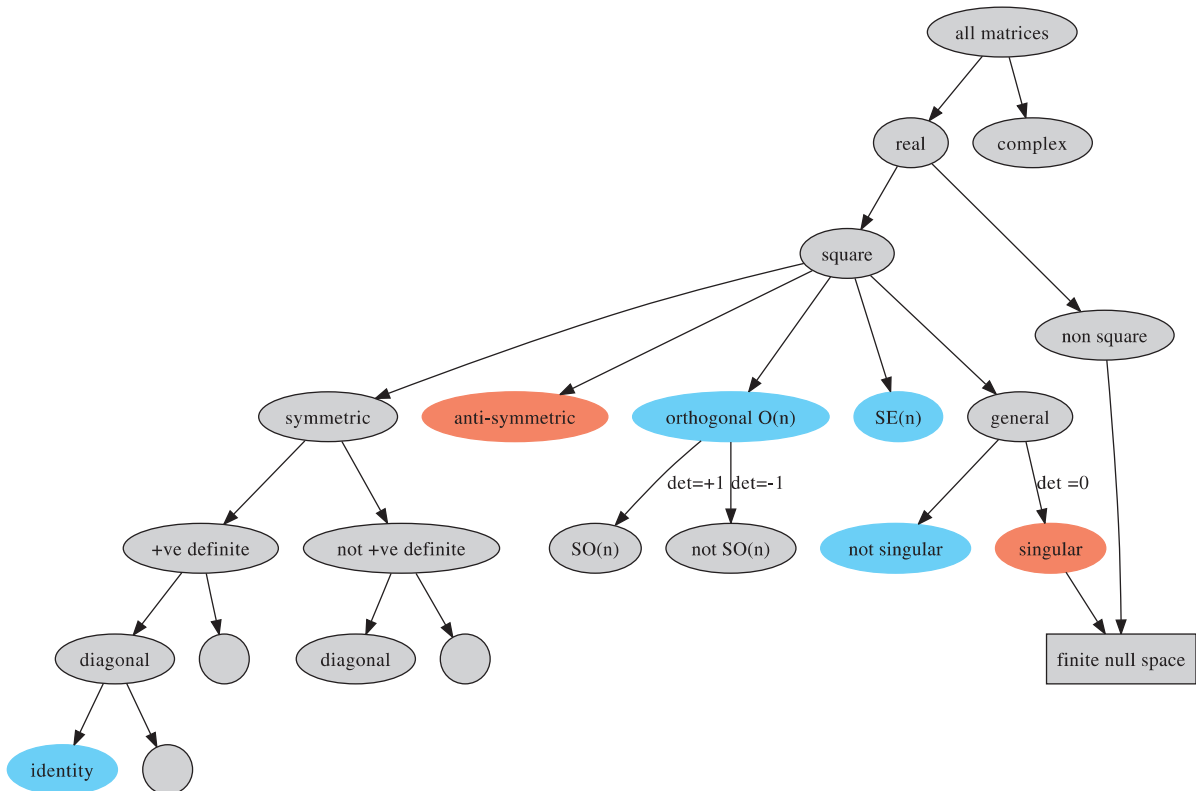 all matrices
real
complex
square
non square
symmetric
anti-symmetric
orthogonal O(n)
SE(n)
general
det=+1
det=-1
det =0
+ve definite
not +ve definite
SO(n)
not SO(n)
not singular
singular
diagonal
diagonal
finite null space
identity